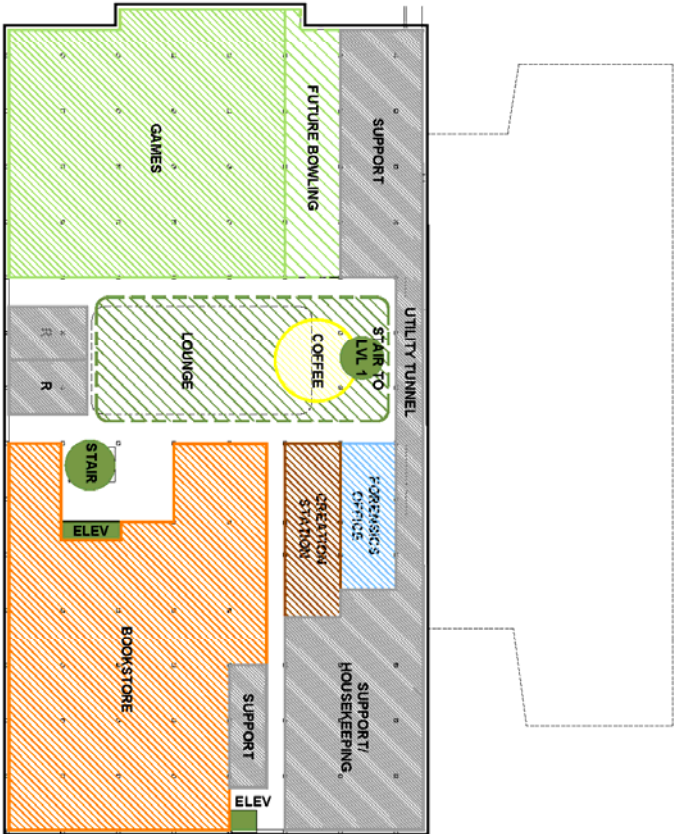 GAMES
FUTURE BOWLING
SUPPORT
UTILITY TUNNEL
STAIR TO
LVL 1
COFFEE
LOUNGE
R
R
STAIR
ELEV
FORENSICS
OFFICE
CREATION
STATION
BOOKSTORE
SUPPORT
SUPPORT/
HOUSEKEEPING
ELEV